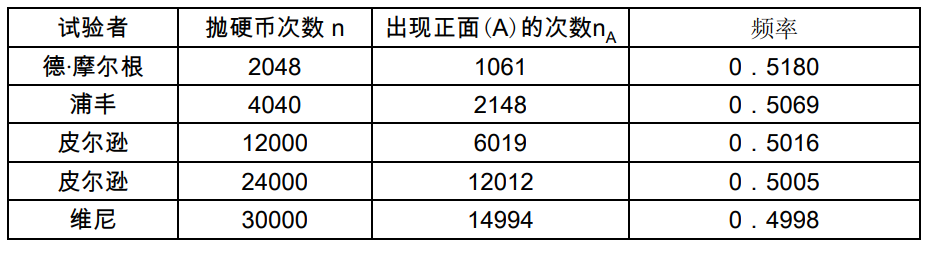 试验者 抛硬币次数 n 出现正面(A)的次数nA 频率
德·摩尔根 2048 1061 0．5180
浦丰 4040 2148 0．5069
皮尔逊 12000 6019 0．5016
皮尔逊 24000 12012 0．5005
维尼 30000 14994 0．4998